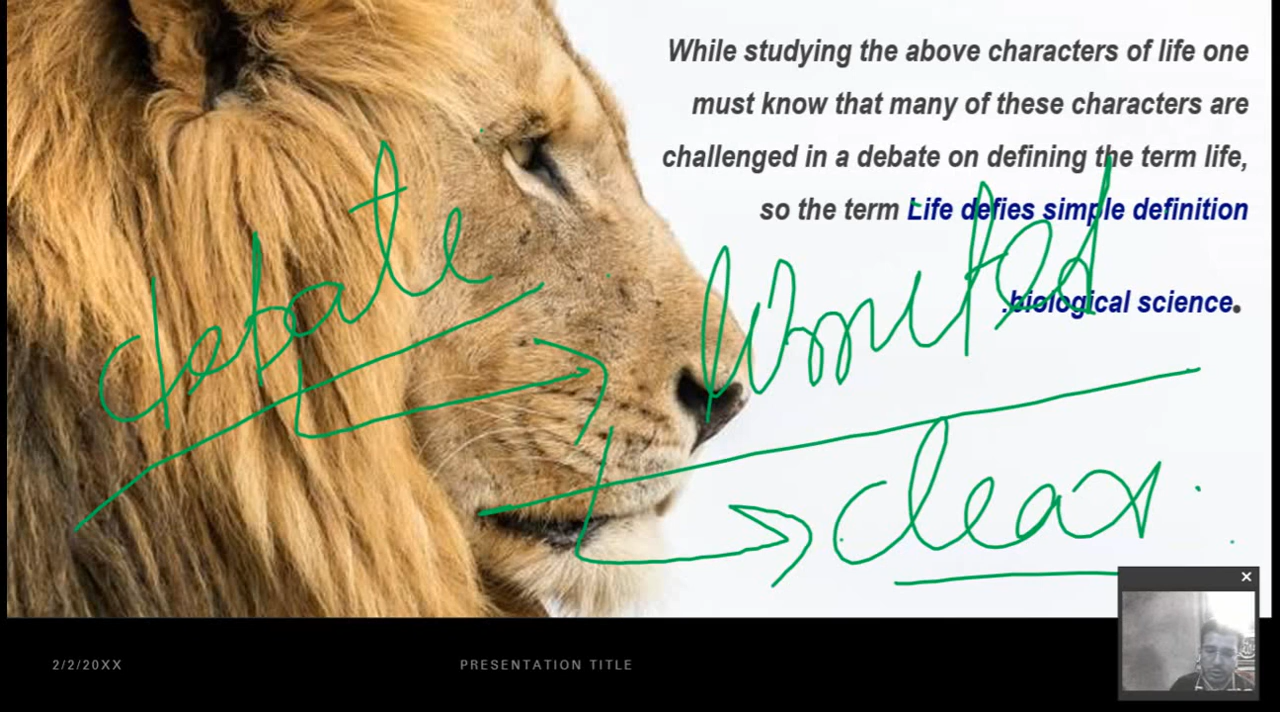 While studying the above characters of life one
must know that many of these characters are
challenged in a debate on defining the term life,
so the term Life defies simple definition
.biological science.
debate
limited
clear.
2/2/20XX
PRESENTATION TITLE